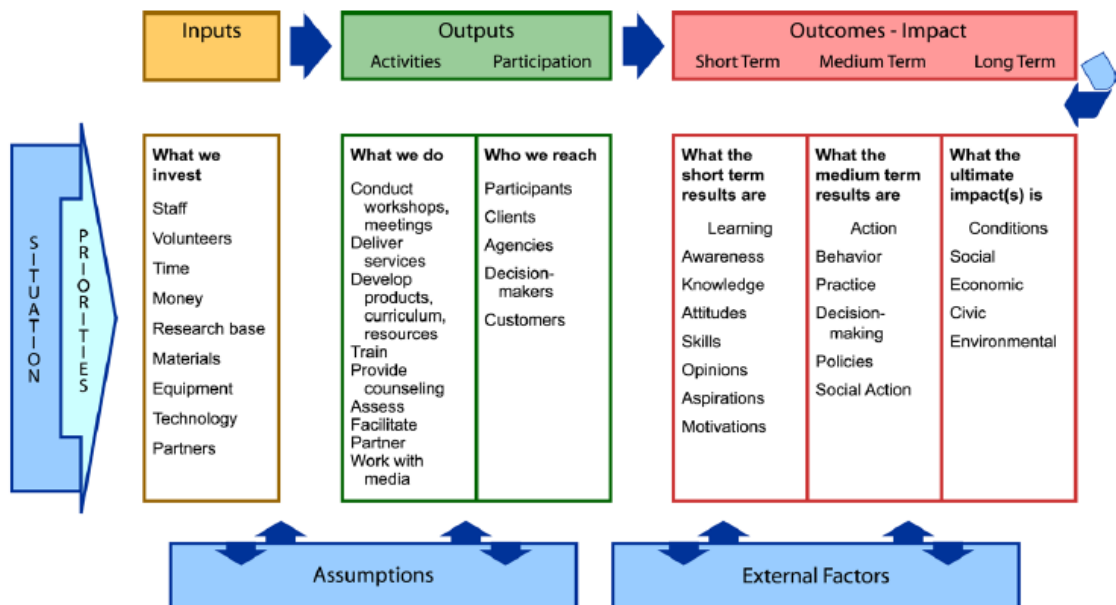 Inputs
Outputs
Activities Participation
Outcomes - Impact
Short Term Medium Term Long Term
SITUATION
PRIORITIES
What we
invest
Staff
Volunteers
Time
Money
Research base
Materials
Equipment
Technology
Partners
What we do
Conduct
workshops,
meetings
Deliver
services
Develop
products,
curriculum,
resources
Train
Provide
counseling
Assess
Facilitate
Partner
Work with
media
Who we reach
Participants
Clients
Agencies
Decision-
makers
Customers
What the
short term
results are
Learning
Awareness
Knowledge
Attitudes
Skills
Opinions
Aspirations
Motivations
What the
medium term
results are
Action
Behavior
Practice
Decision-
making
Policies
Social Action
What the
ultimate
impact(s) is
Conditions
Social
Economic
Civic
Environmental
Assumptions
External Factors